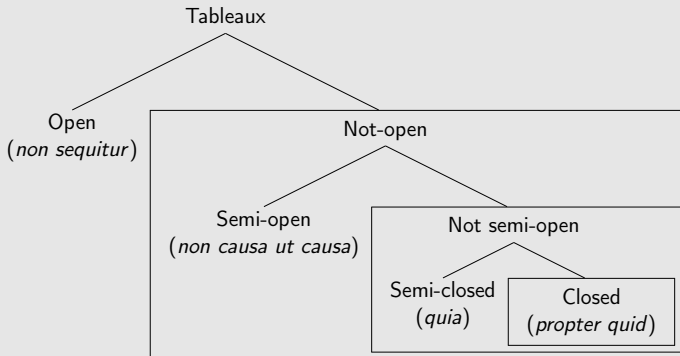 Tableaux
Open
(non sequitur)
Not-open
Semi-open
(non causa ut causa)
Not semi-open
Semi-closed
(quia)
Closed
(propter quid)